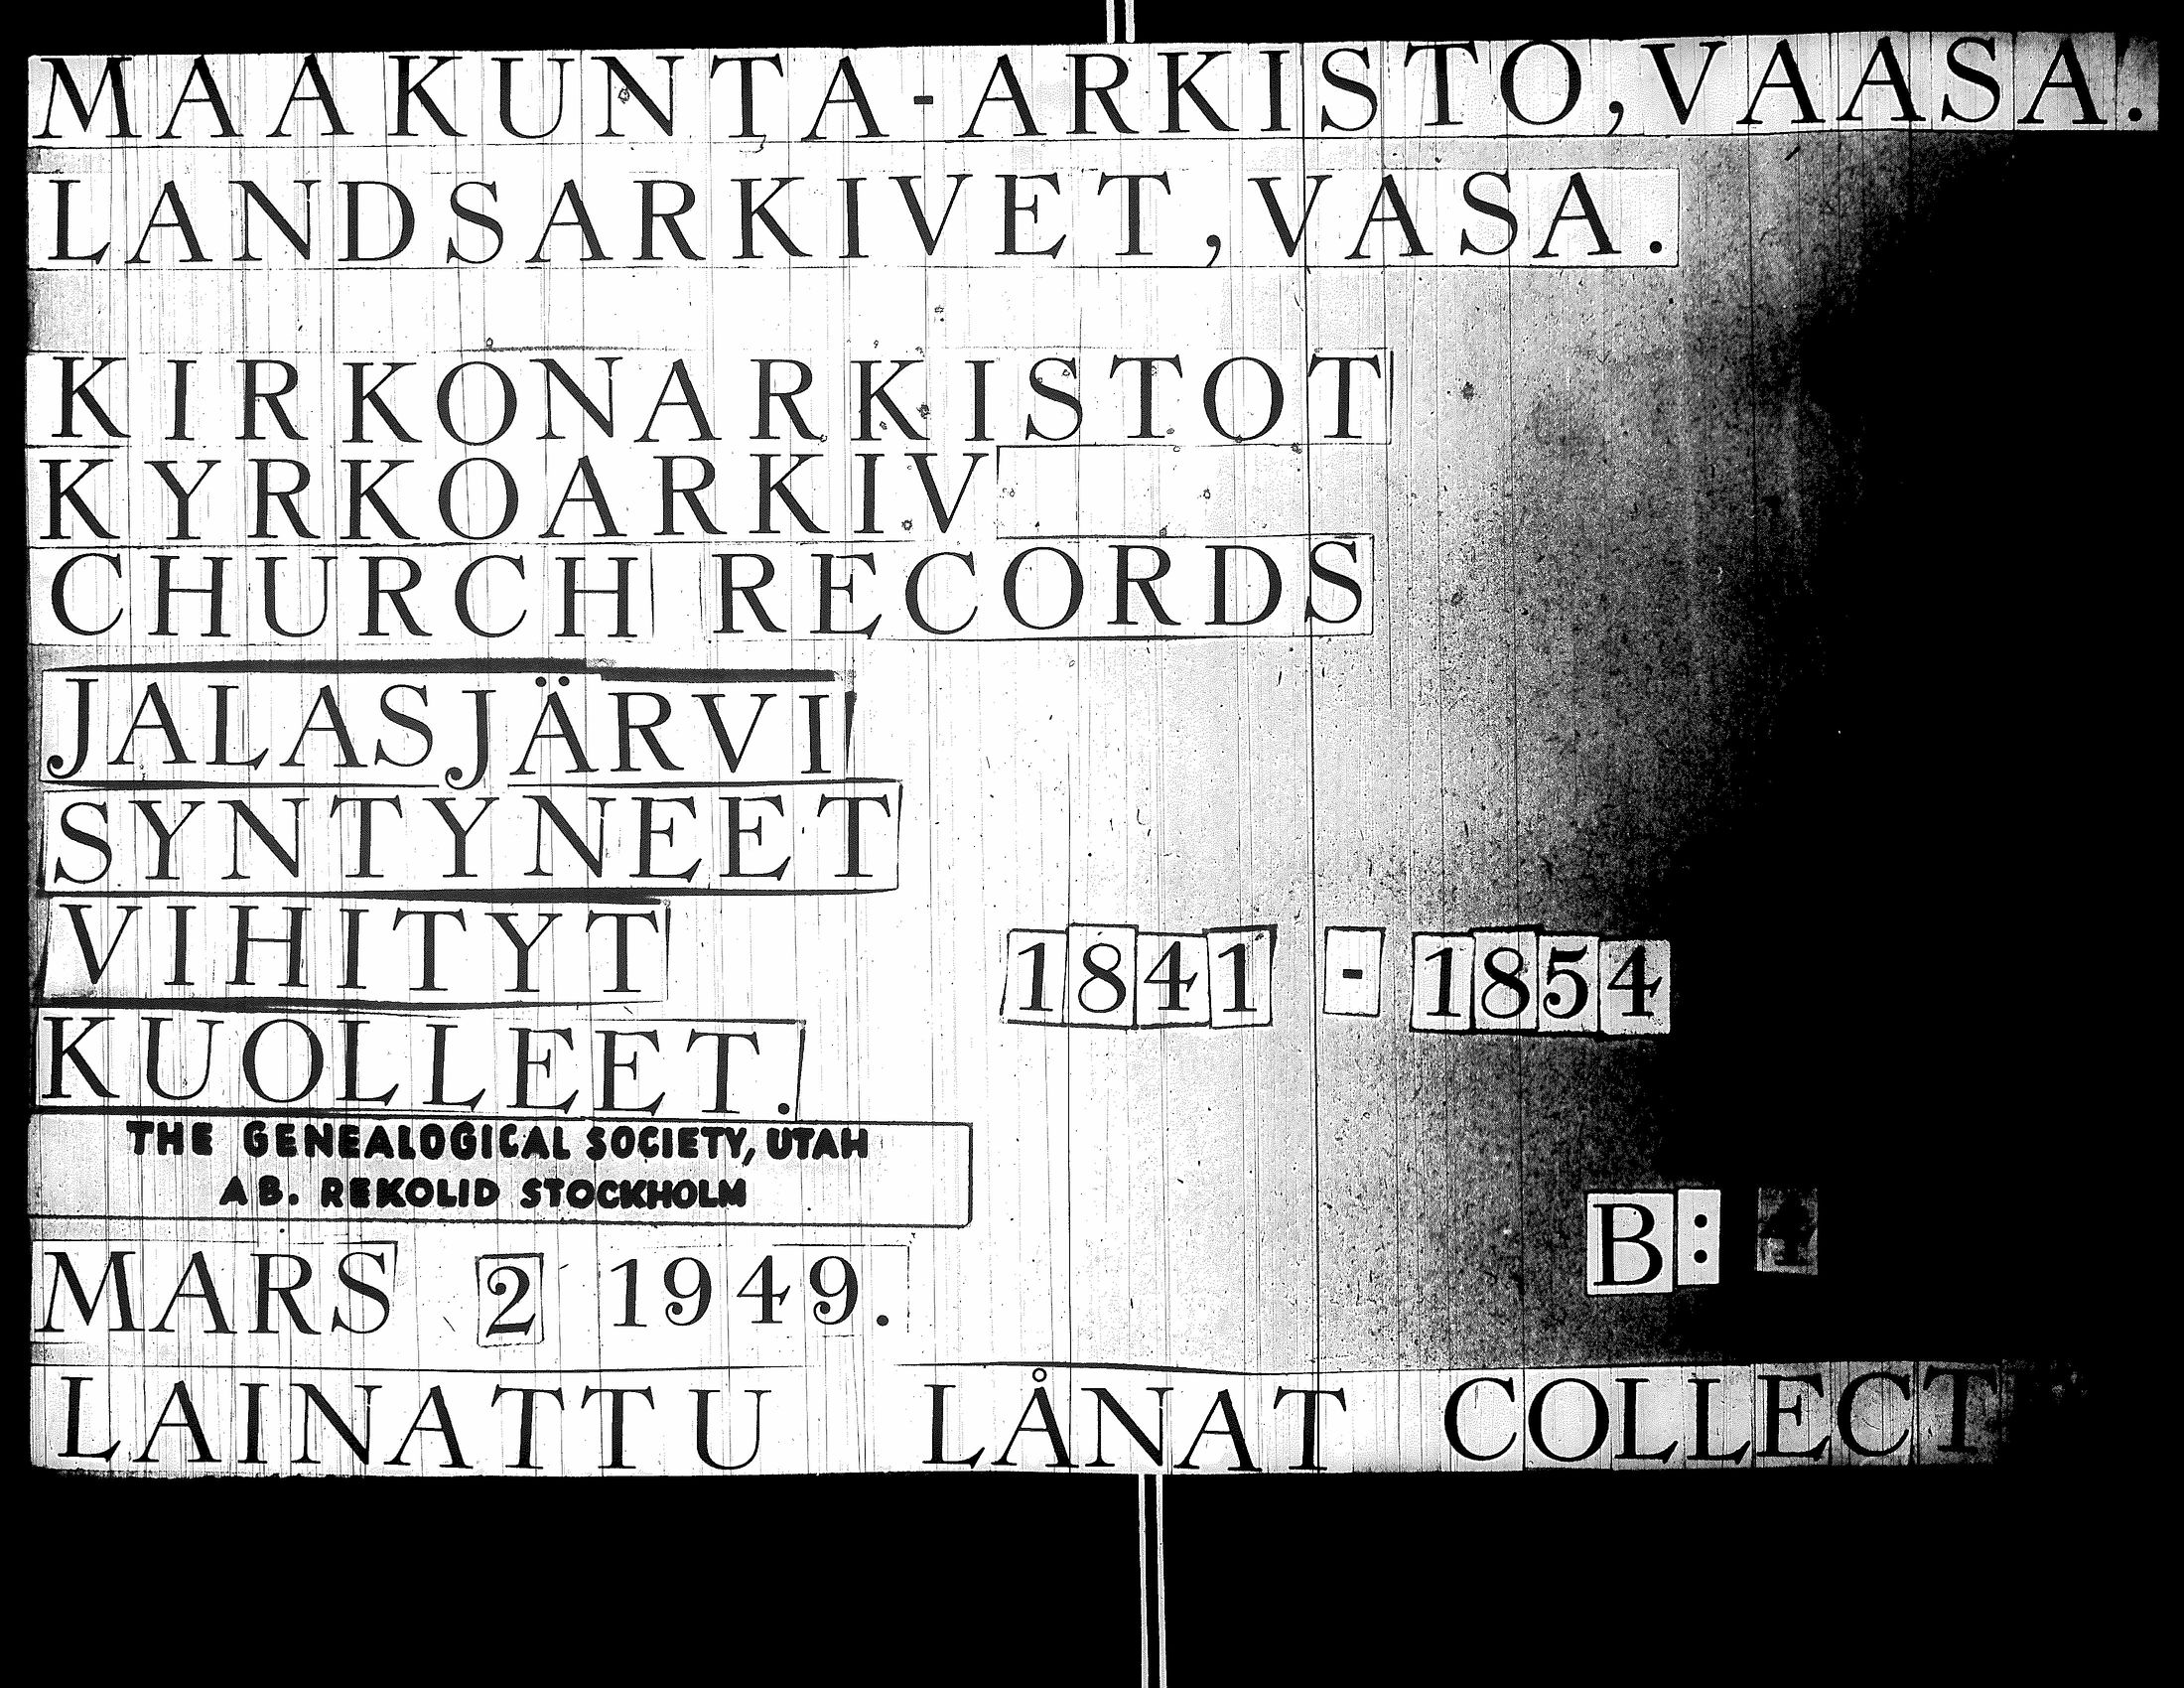 MAAKUNTA-ARKISTO, VAASA.
LANDSARKIVET, VASA.
KIRKONARKISTOT
KYRKOARKIV
CHURCH RECORDS
JALASJÄRVI
SYNTYNEET
VIHITYT 1841 - 1854
KUOLLEET.
THE GENEALOGICAL SOCIETY, UTAH
AB. REKOLID STOCKHOLM
B: 4
MARS 2 1949.
LAINATTU LÅNAT COLLECT